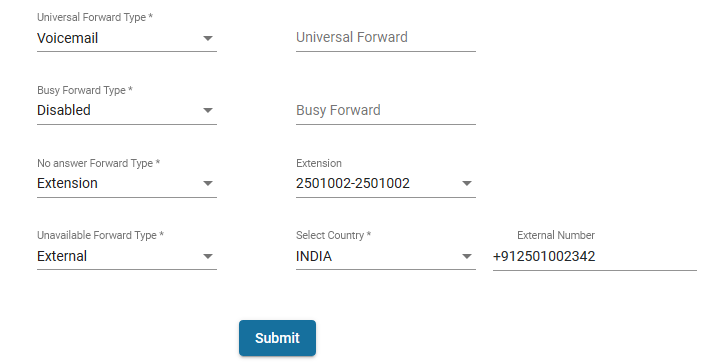 Universal Forward Type *
Voicemail
Universal Forward
Busy Forward Type *
Disabled
Busy Forward
No answer Forward Type *
Extension
Extension
2501002-2501002
Unavailable Forward Type *
External
Select Country *
INDIA
External Number
+912501002342
Submit